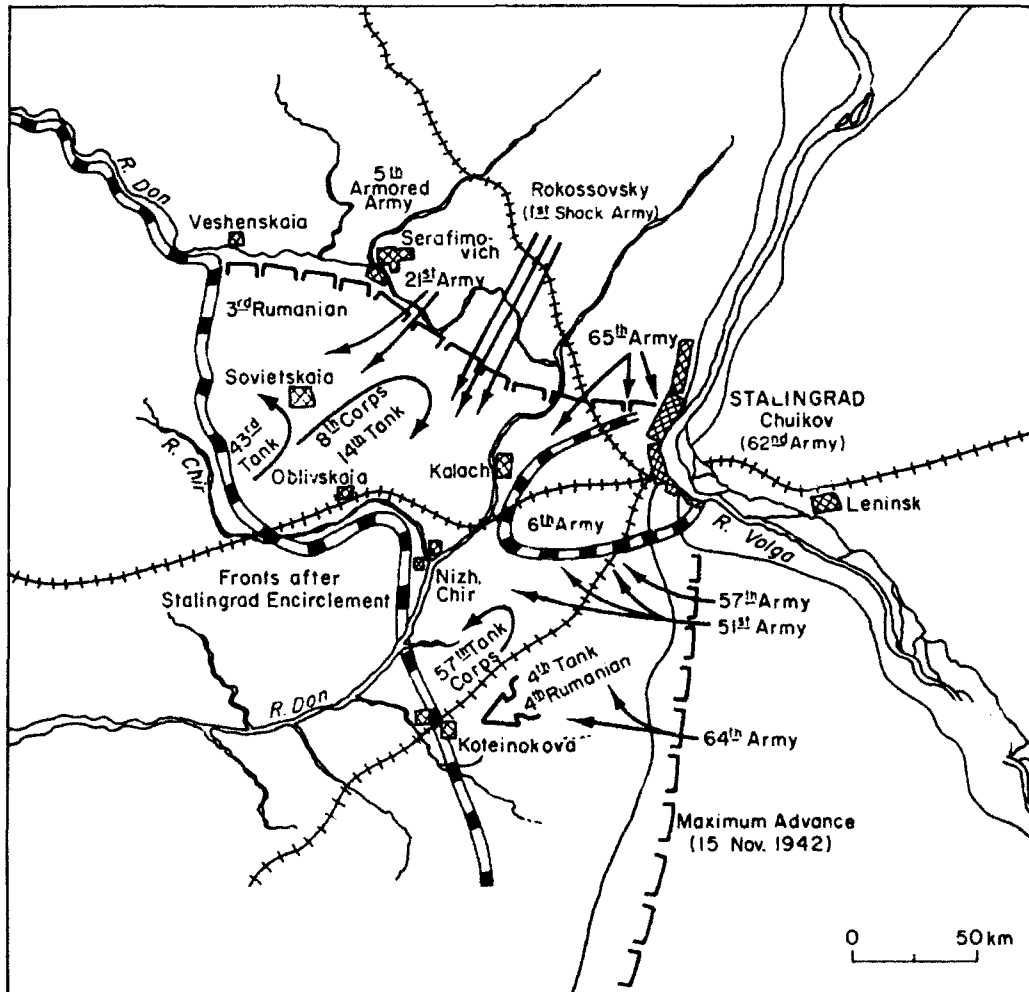 R. Don
Veshenskaia
5th
Armored
Army
Rokossovsky
(1st Shock Army)
Serafimo-
vich
21st Army
3rd Rumanian
65th Army
Sovietskaia
8th Corps
14th Tank
43rd
Tank
R. Chir
Oblivskaia
Kalach
STALINGRAD
Chuikov
(62nd Army)
Leninsk
6th Army
R. Volga
Fronts after
Stalingrad Encirclement
Nizh.
Chir
57th Army
51st Army
57th Tank
Corps
4th Tank
4th Rumanian
R. Don
Koteinokova
64th Army
Maximum Advance
(15 Nov. 1942)
0 50 km